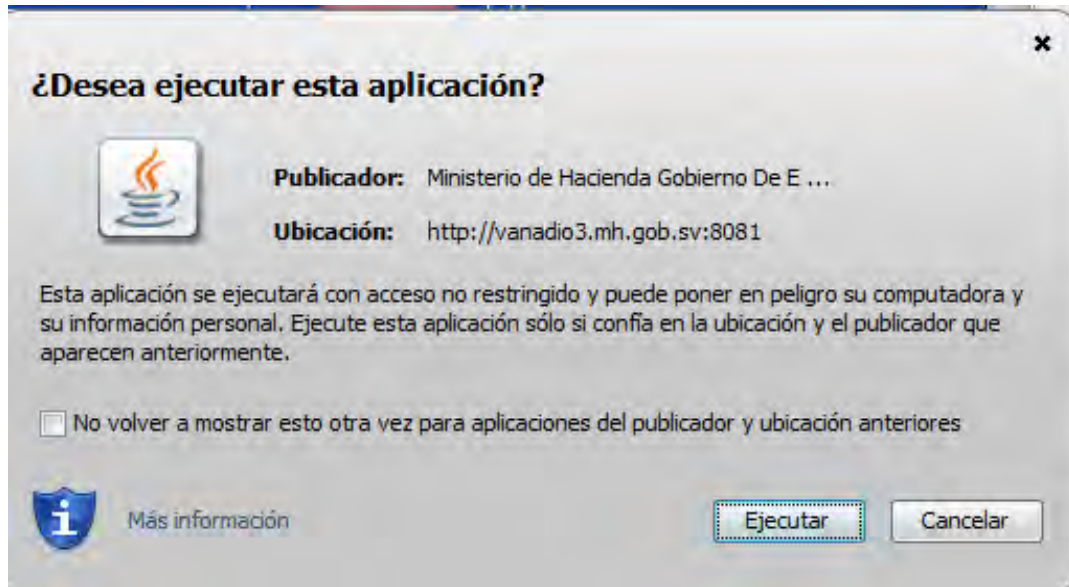 ¿Desea ejecutar esta aplicación?
Publicador: Ministerio de Hacienda Gobierno De E ...
Ubicación: http://vanadio3.mh.gob.sv:8081
Esta aplicación se ejecutará con acceso no restringido y puede poner en peligro su computadora y
su información personal. Ejecute esta aplicación sólo si confía en la ubicación y el publicador que
aparecen anteriormente.
No volver a mostrar esto otra vez para aplicaciones del publicador y ubicación anteriores
Más información
Ejecutar
Cancelar